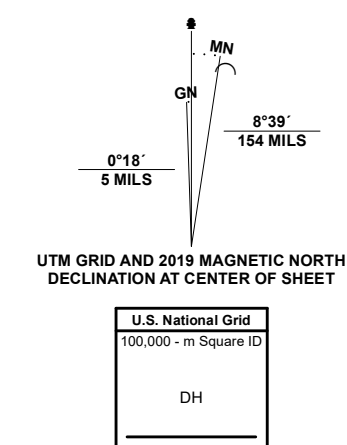 MN
GN
8°39´
154 MILS
0°18´
5 MILS
UTM GRID AND 2019 MAGNETIC NORTH
DECLINATION AT CENTER OF SHEET
U.S. National Grid
100,000 - m Square ID
DH